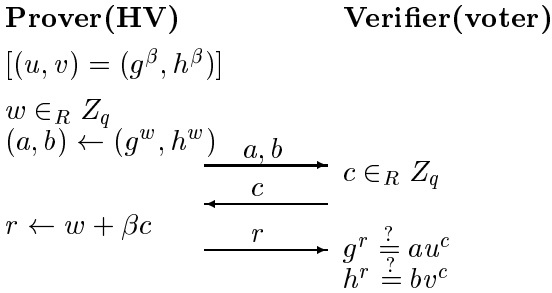 Prover(HV) Verifier(voter)
[(u, v) = (g^β, h^β)]
w ∈_R Z_q
(a, b) ← (g^w, h^w)
a, b
c ∈_R Z_q
c
r ← w + βc
r
g^r ≟ au^c
h^r ≟ bv^c